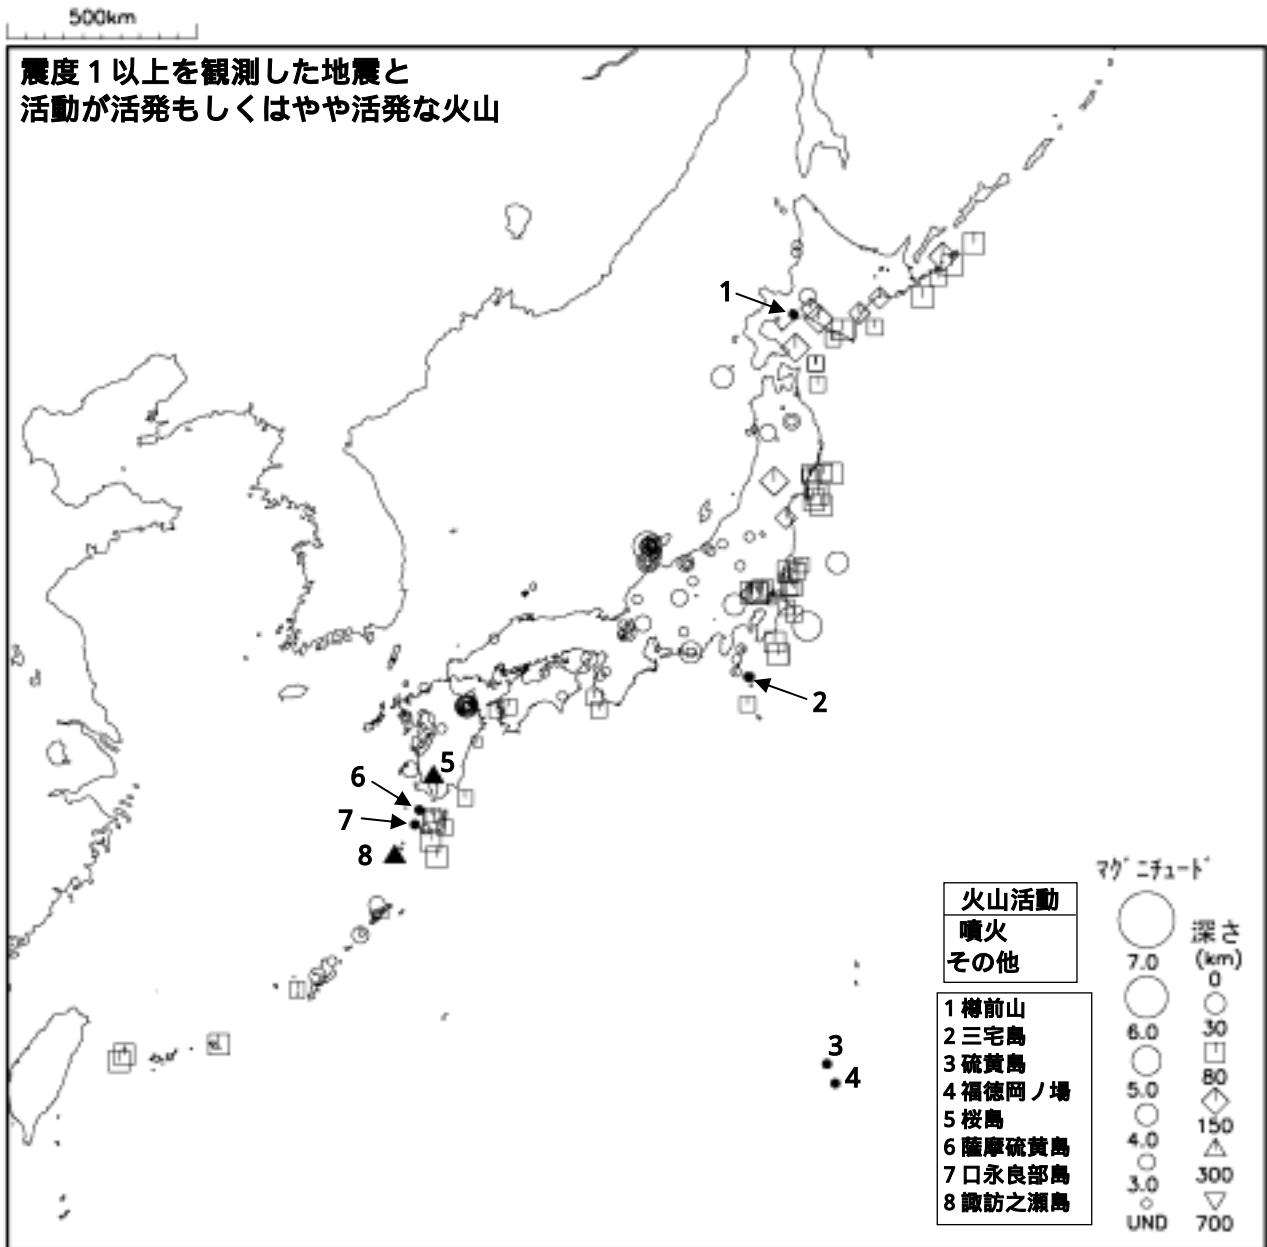 500km
震度1以上を観測した地震と
活動が活発もしくはやや活発な火山
1
2
5
6
7
8
3
4
火山活動
噴火
その他
1 樽前山
2 三宅島
3 硫黄島
4 福徳岡ノ場
5 桜島
6 薩摩硫黄島
7 口永良部島
8 諏訪之瀬島
マグニチュード
7.0
6.0
5.0
4.0
3.0
UND
深さ
(km)
0
30
80
150
300
700